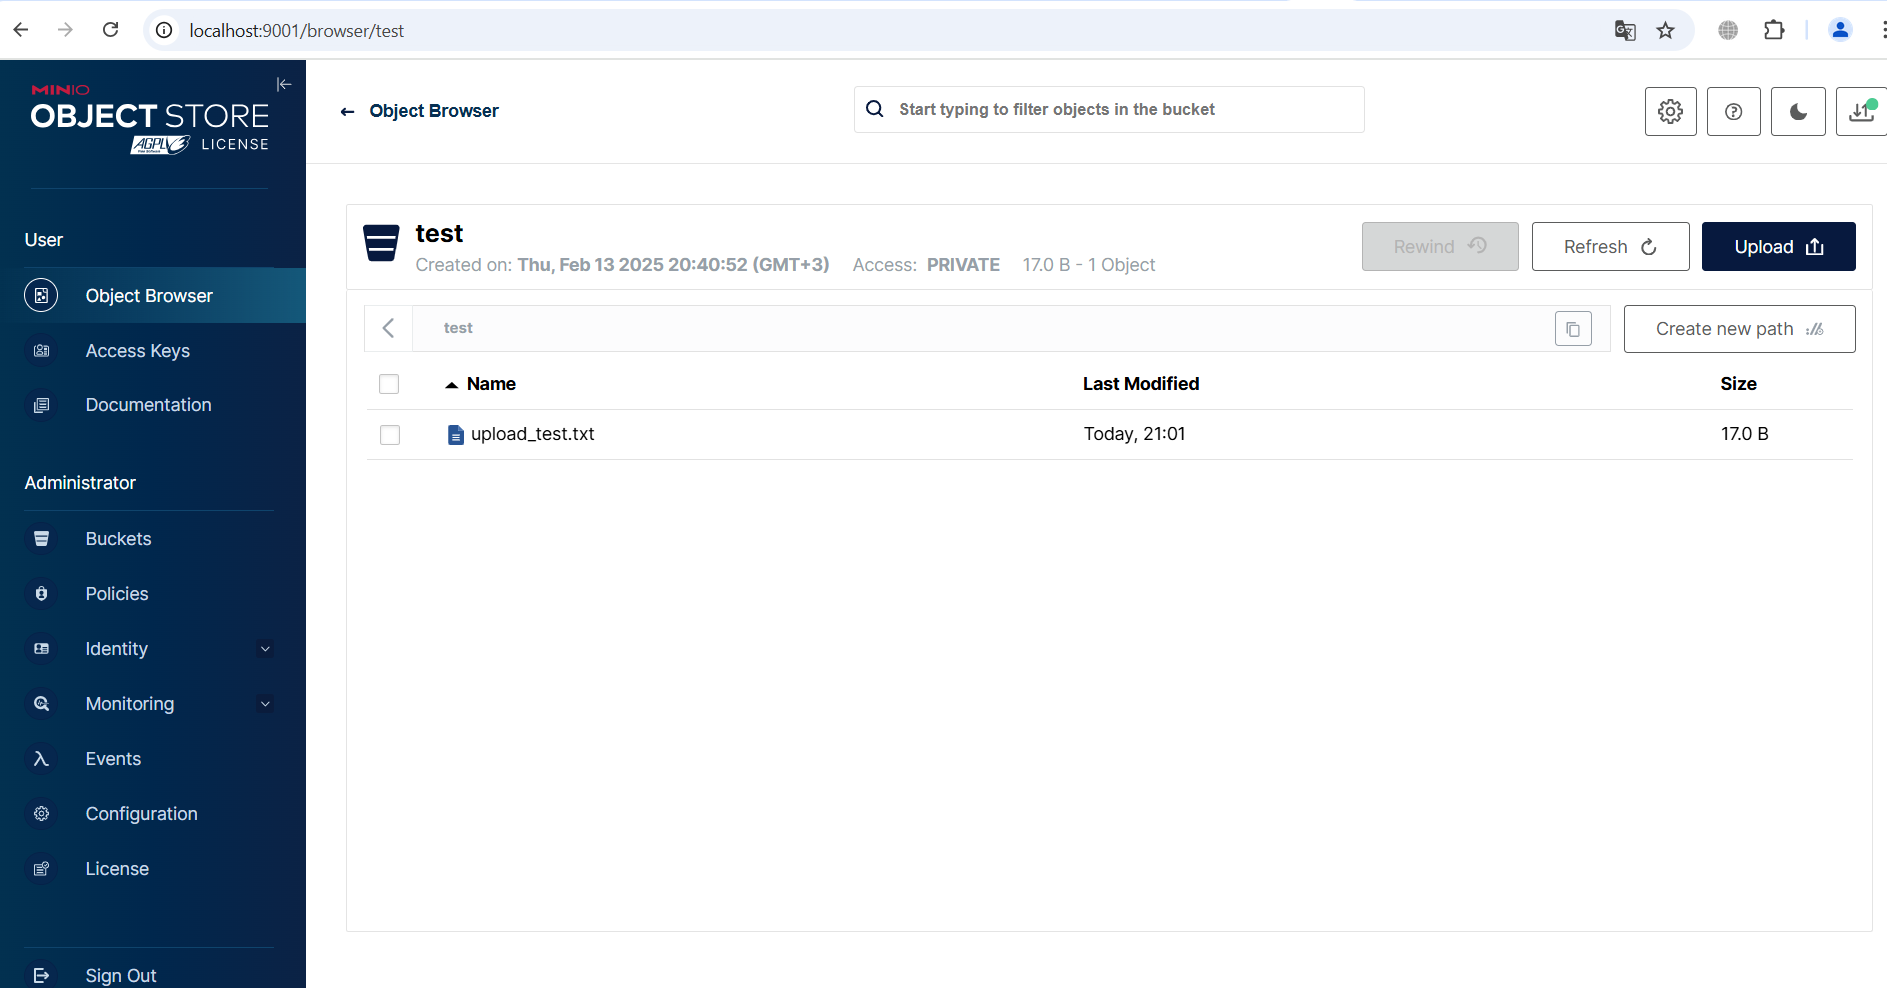 localhost:9001/browser/test
MINIO
OBJECT STORE
AGPL v3 LICENSE
User
Object Browser
Access Keys
Documentation
Administrator
Buckets
Policies
Identity
Monitoring
Events
Configuration
License
Sign Out
Object Browser
Start typing to filter objects in the bucket
test
Created on: Thu, Feb 13 2025 20:40:52 (GMT+3) Access: PRIVATE 17.0 B - 1 Object
Rewind
Refresh
Upload
test
Create new path
Name Last Modified Size
upload_test.txt Today, 21:01 17.0 B